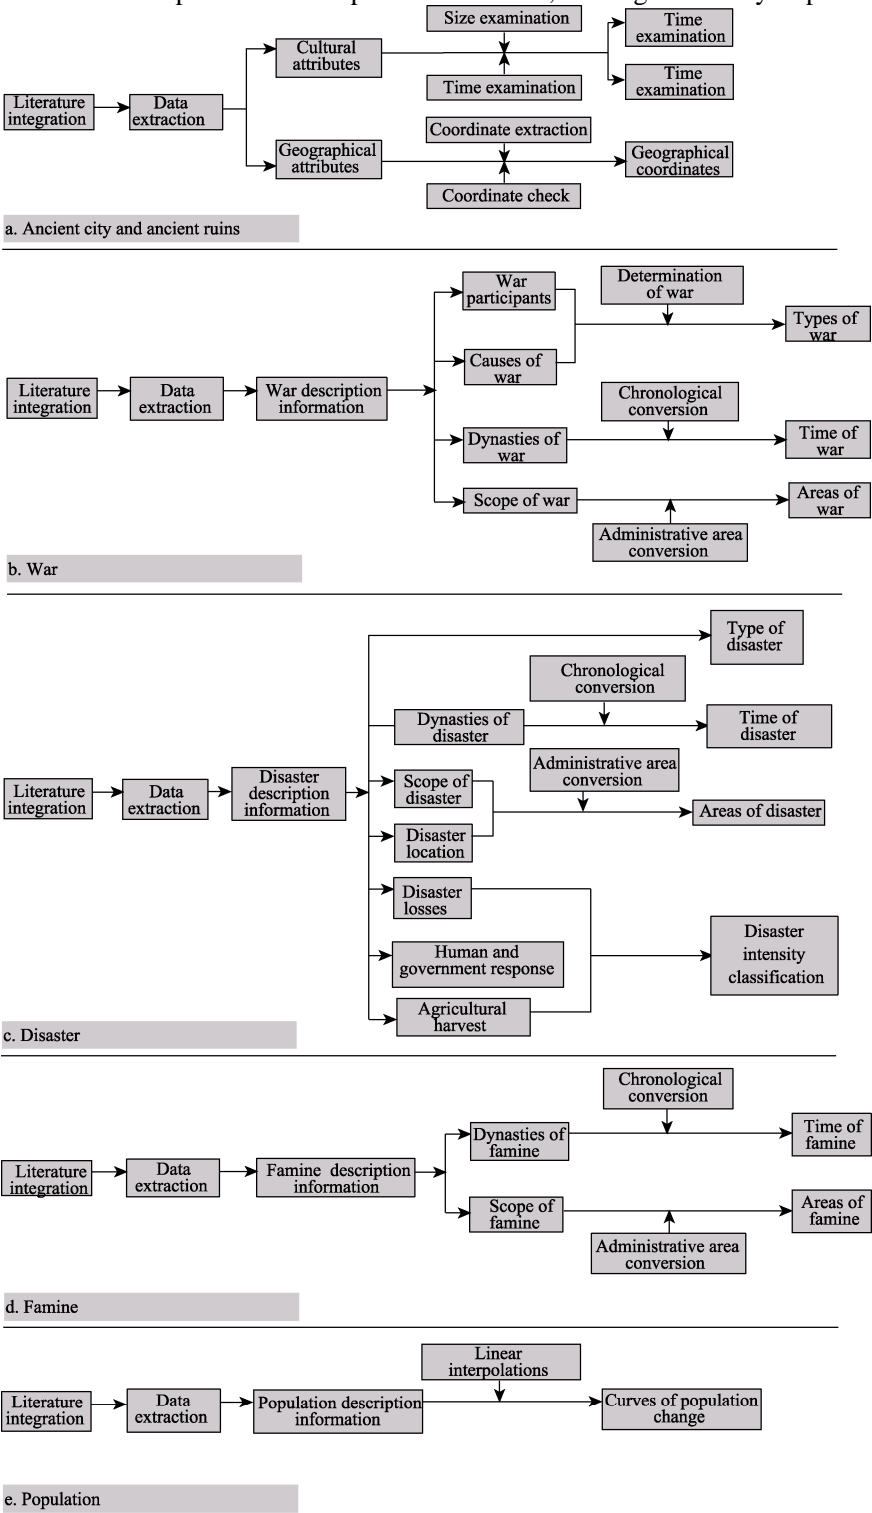 Size examination
Time
examination
Cultural
attributes
Time examination
Time
examination
Literature
integration
Data
extraction
Coordinate extraction
Geographical
attributes
Geographical
coordinates
Coordinate check
a. Ancient city and ancient ruins
War
participants
Determination
of war
Types of
war
Causes of
war
Literature
integration
Data
extraction
War description
information
Chronological
conversion
Dynasties of
war
Time of
war
Scope of war
Areas of
war
Administrative area
conversion
b. War
Type of
disaster
Chronological
conversion
Dynasties of
disaster
Time of
disaster
Administrative area
conversion
Literature
integration
Data
extraction
Disaster
description
information
Scope of
disaster
Areas of disaster
Disaster
location
Disaster
losses
Human and
government response
Disaster
intensity
classification
Agricultural
harvest
c. Disaster
Chronological
conversion
Dynasties of
famine
Time of
famine
Literature
integration
Data
extraction
Famine description
information
Scope of
famine
Areas of
famine
Administrative area
conversion
d. Famine
Linear
interpolations
Literature
integration
Data
extraction
Population description
information
Curves of population
change
e. Population